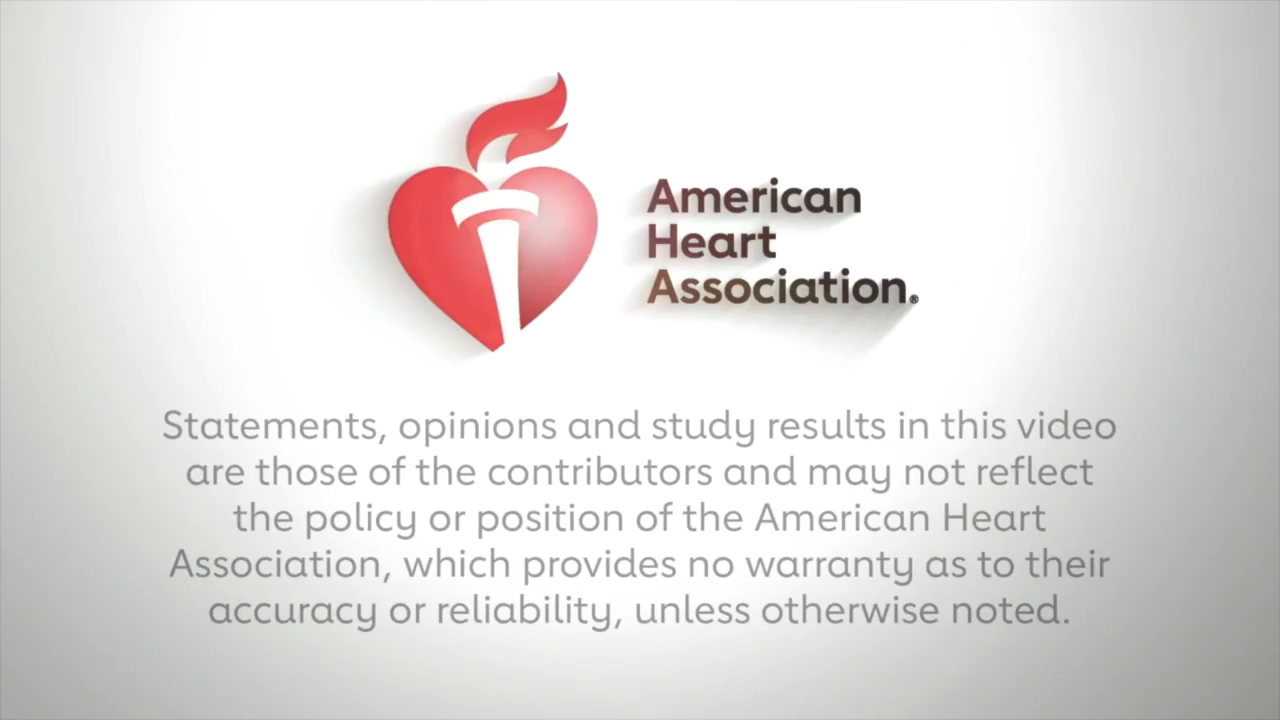 American
Heart
Association®
Statements, opinions and study results in this video
are those of the contributors and may not reflect
the policy or position of the American Heart
Association, which provides no warranty as to their
accuracy or reliability, unless otherwise noted.